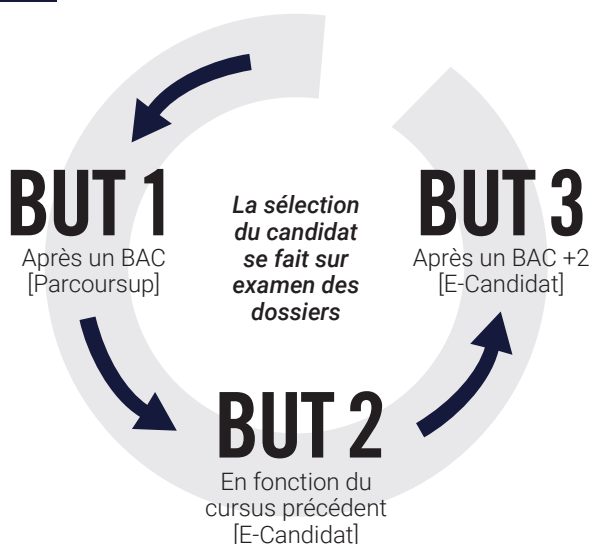 BUT 1
Après un BAC
[Parcoursup]
La sélection
du candidat
se fait sur
examen des
dossiers
BUT 3
Après un BAC +2
[E-Candidat]
BUT 2
En fonction du
cursus précédent
[E-Candidat]